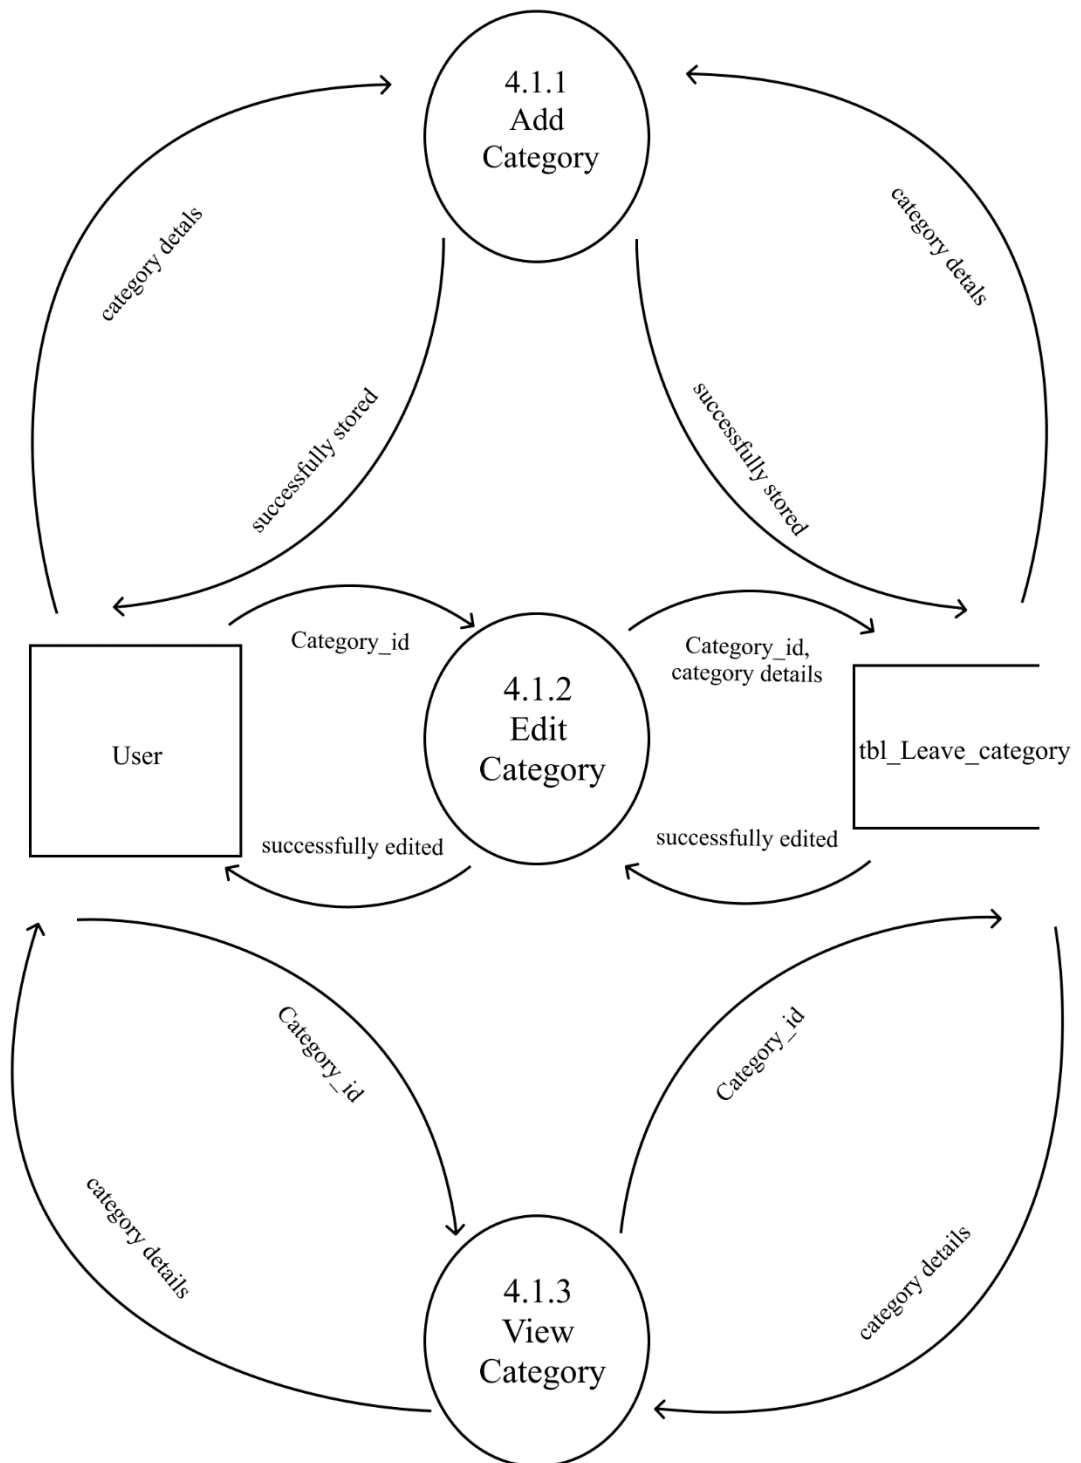 4.1.1
Add
Category
category detals
category detals
successfully stored
successfully stored
Category_id
Category_id,
category details
4.1.2
Edit
Category
User
tbl_Leave_category
successfully edited
successfully edited
Category_id
Category_id
category details
category details
4.1.3
View
Category